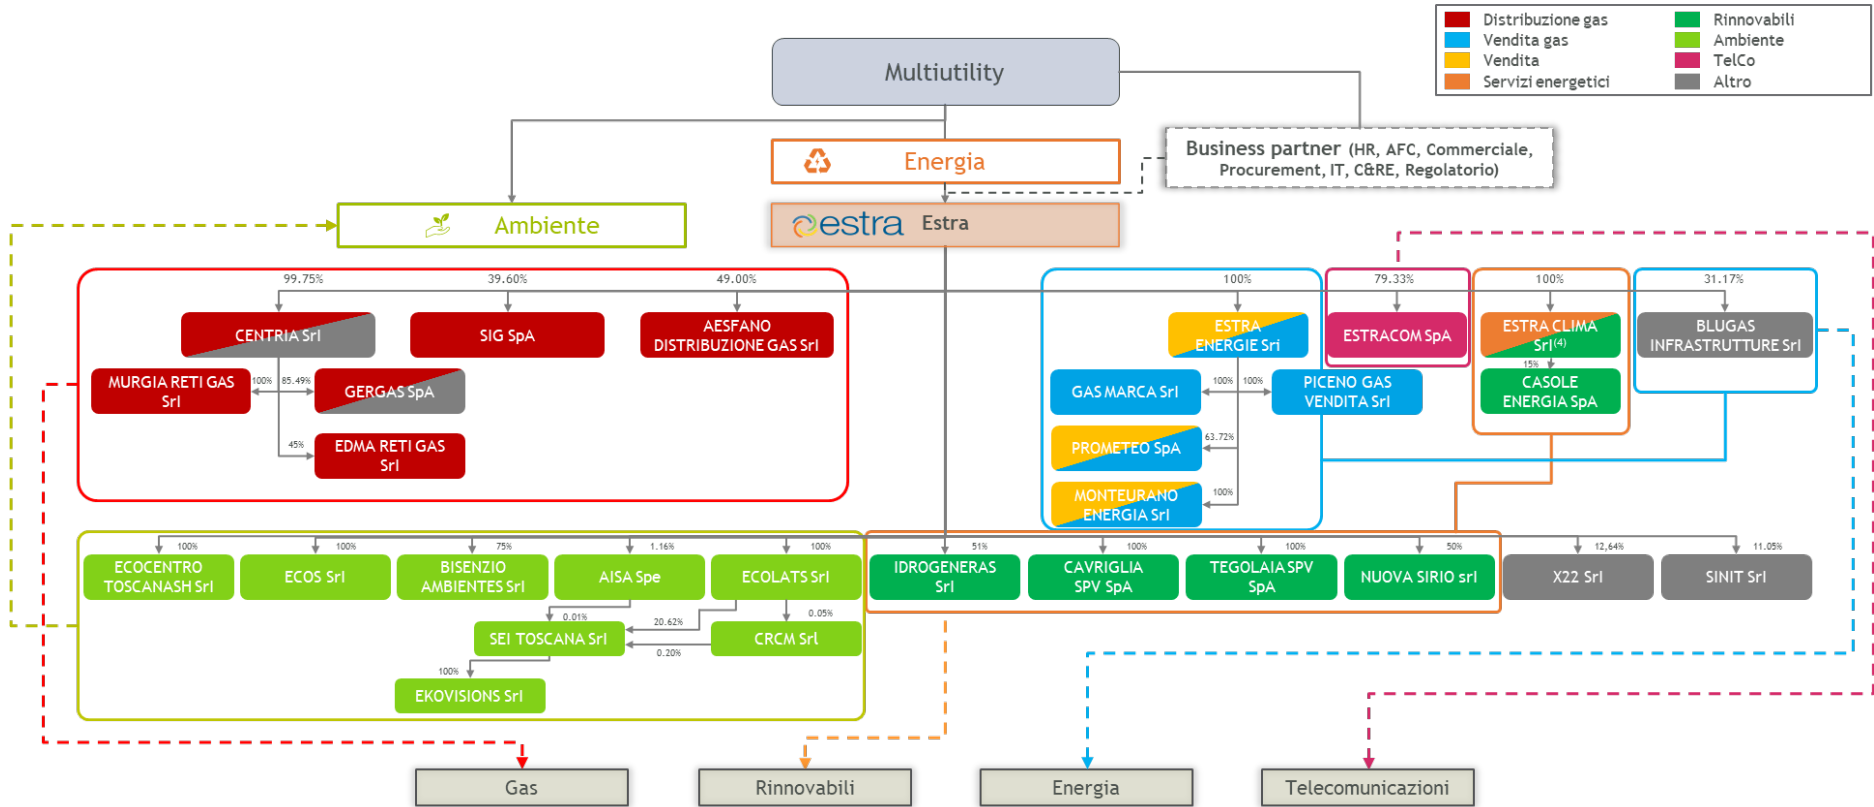 Distribuzione gas
Vendita gas
Vendita
Servizi energetici
Rinnovabili
Ambiente
TelCo
Altro
Multiutility
Business partner (HR, AFC, Commerciale,
Procurement, IT, C&RE, Regolatorio)
Energia
Ambiente
estra Estra
99.75%
39.60%
49.00%
100%
79.33%
100%
31.17%
CENTRIA Srl
SIG SpA
AESFANO
DISTRIBUZIONE GAS Srl
ESTRA
ENERGIE Srl
ESTRACOM SpA
ESTRA CLIMA
Srl(4)
BLUGAS
INFRASTRUTTURE Srl
MURGIA RETI GAS
Srl
100%
85.49%
GERGAS SpA
GAS MARCA Srl
100%
100%
PICENO GAS
VENDITA Srl
15%
CASOLE
ENERGIA SpA
45%
EDMA RETI GAS
Srl
PROMETEO SpA
63.72%
MONTEURANO
ENERGIA Srl
100%
100%
100%
75%
1.16%
100%
51%
100%
100%
50%
12,64%
11.05%
ECOCENTRO
TOSCANASH Srl
ECOS Srl
BISENZIO
AMBIENTES Srl
AISA Spe
ECOLATS Srl
IDROGENERAS
Srl
CAVRIGLIA
SPV SpA
TEGOLAIA SPV
SpA
NUOVA SIRIO srl
X22 Srl
SINIT Srl
0.01%
20.62%
0.05%
SEI TOSCANA Srl
CRCM Srl
0.20%
100%
EKOVISIONS Srl
Gas
Rinnovabili
Energia
Telecomunicazioni